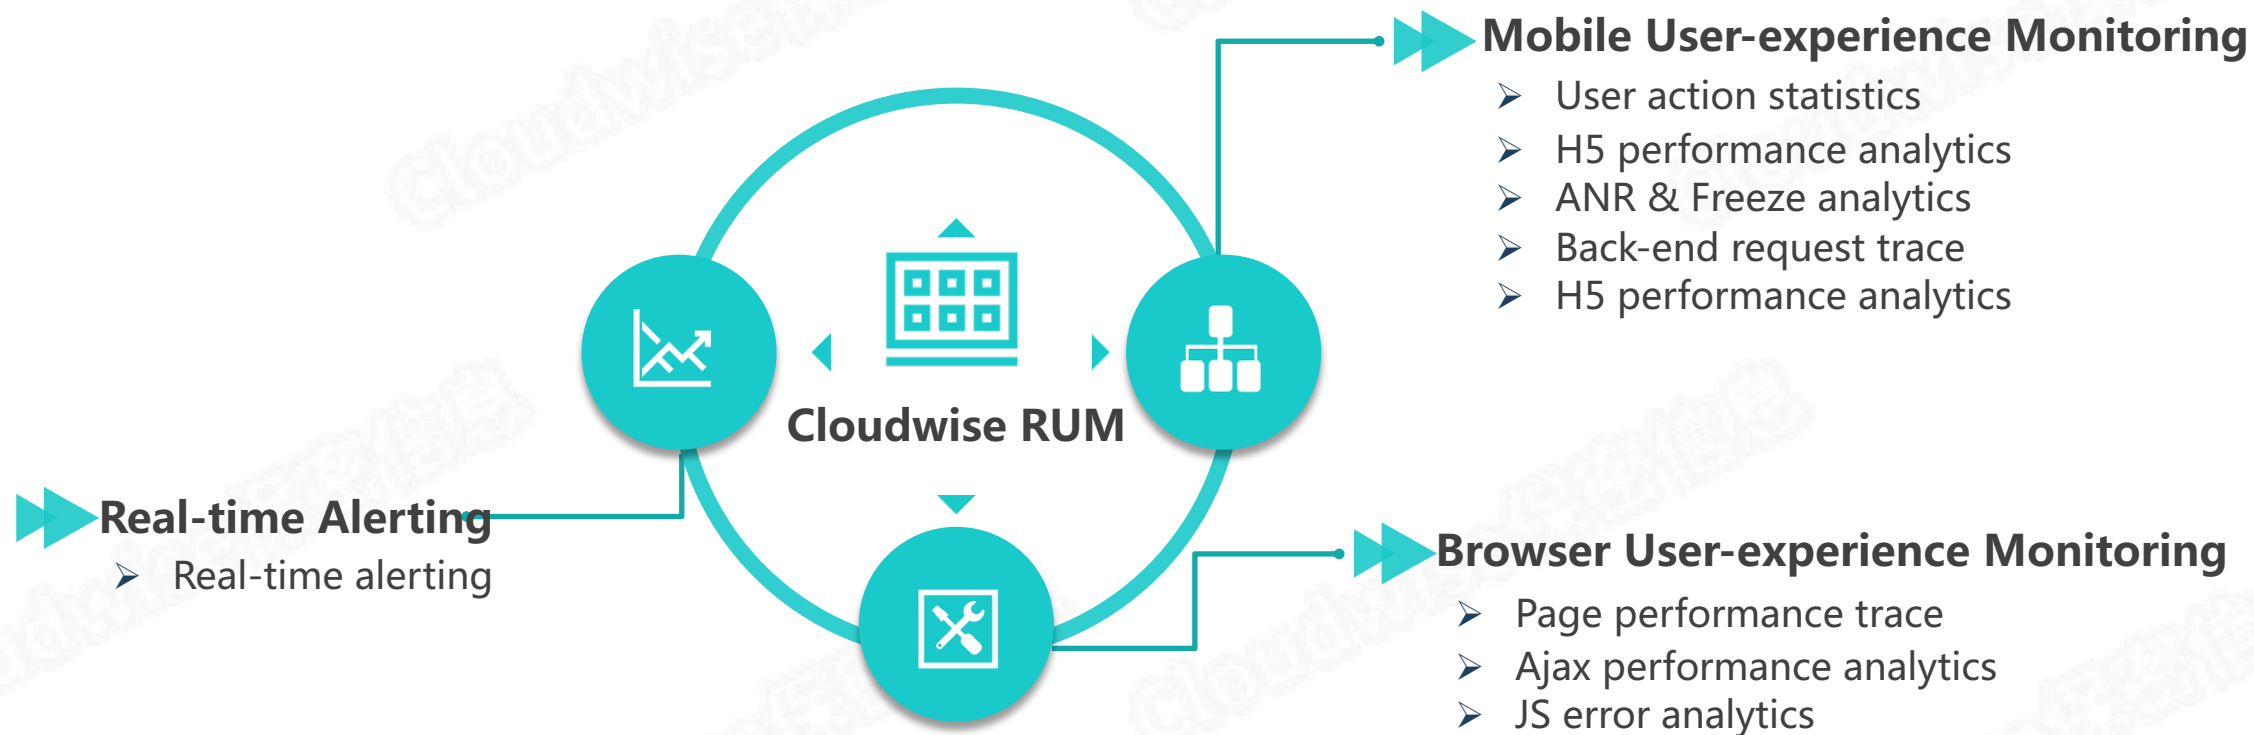 Mobile User-experience Monitoring
User action statistics
H5 performance analytics
ANR & Freeze analytics
Back-end request trace
H5 performance analytics
Cloudwise RUM
Real-time Alerting
Real-time alerting
Browser User-experience Monitoring
Page performance trace
Ajax performance analytics
JS error analytics